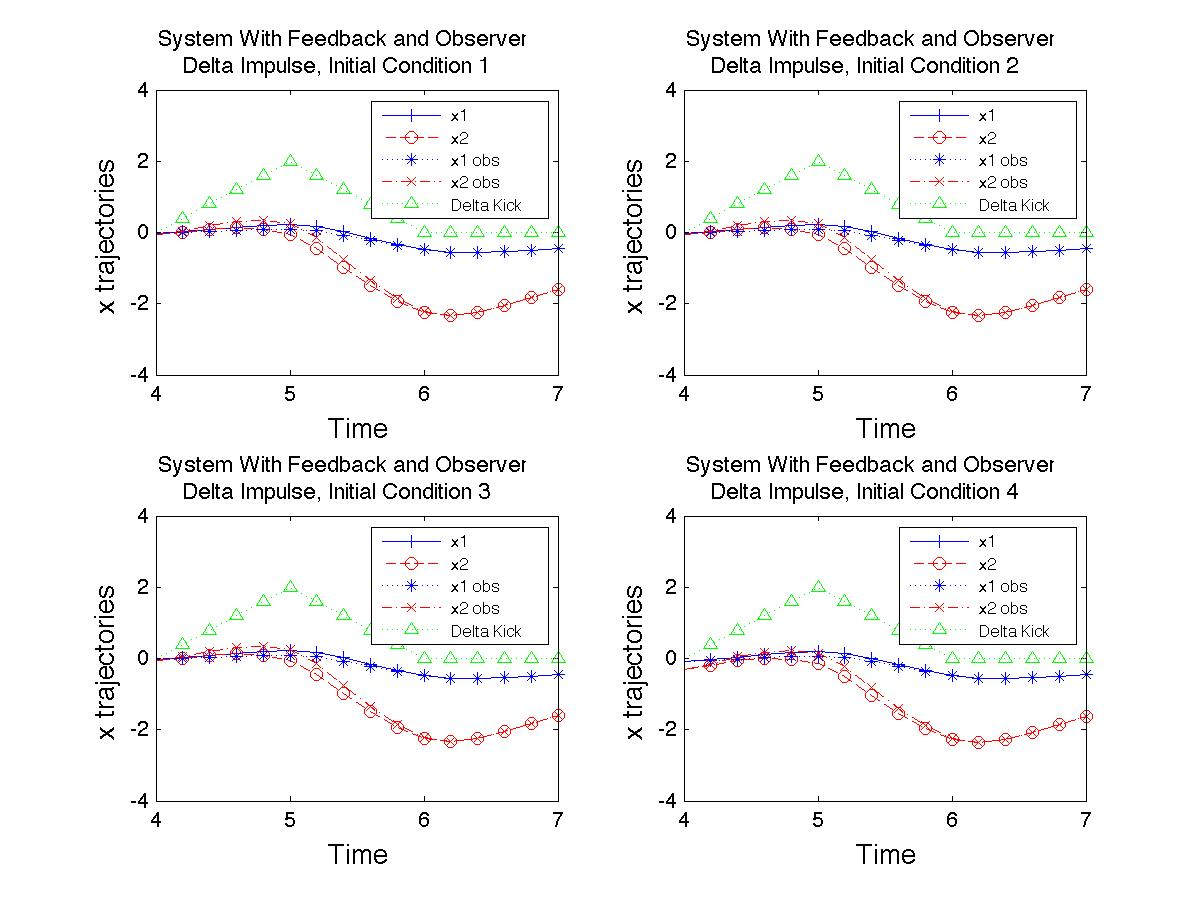 System With Feedback and Observer
Delta Impulse, Initial Condition 1
4
2
0
-2
-4
x trajectories
x1
x2
x1 obs
x2 obs
Delta Kick
4
5
6
7
Time
System With Feedback and Observer
Delta Impulse, Initial Condition 2
4
2
0
-2
-4
x trajectories
x1
x2
x1 obs
x2 obs
Delta Kick
4
5
6
7
Time
System With Feedback and Observer
Delta Impulse, Initial Condition 3
4
2
0
-2
-4
x trajectories
x1
x2
x1 obs
x2 obs
Delta Kick
4
5
6
7
Time
System With Feedback and Observer
Delta Impulse, Initial Condition 4
4
2
0
-2
-4
x trajectories
x1
x2
x1 obs
x2 obs
Delta Kick
4
5
6
7
Time